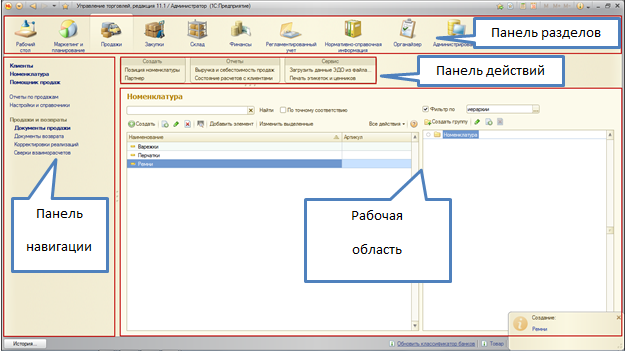 Управление торговлей, редакция 11.1 / Администратор (1С:Предприятие)
Рабочий стол
Маркетинг и планирование
Продажи
Закупки
Склад
Финансы
Регламентированный учет
Нормативно-справочная информация
Органайзер
Администрирование
Панель разделов
Клиенты
Номенклатура
Помощник продаж
Отчеты по продажам
Настройки и справочники
Продажи и возвраты
Документы продажи
Документы возврата
Корректировки реализаций
Сверки взаиморасчетов
Создать
Позиция номенклатуры
Партнер
Отчеты
Выручка и себестоимость продаж
Состояние расчетов с клиентами
Сервис
Загрузить данные ЭДО из файла...
Печать этикеток и ценников
Панель действий
Номенклатура
Найти
По точному соответствию
Фильтр по
иерархии
Создать
Добавить элемент
Изменить выделенные
Все действия
Создать группу
Наименование
Артикул
Варежки
Перчатки
Ремни
Номенклатура
Панель навигации
Рабочая область
Создание:
Ремни
История...
Обновить классификатор банков
Товар